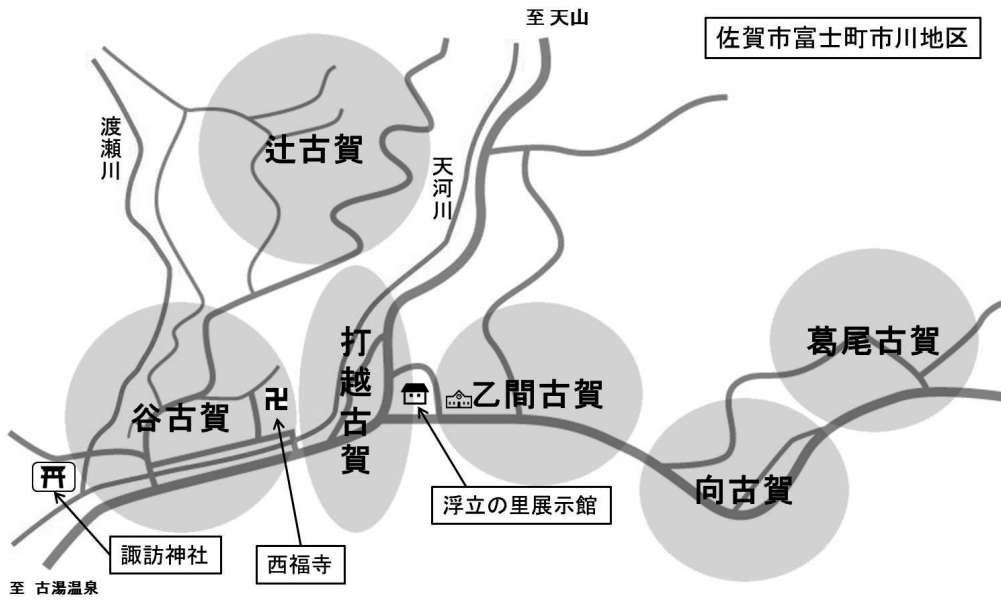 至 天山
佐賀市富士町市川地区
渡瀬川
辻古賀
天河川
打越古賀
葛尾古賀
乙間古賀
谷古賀
卍
向古賀
浮立の里展示館
諏訪神社
西福寺
至 古湯温泉